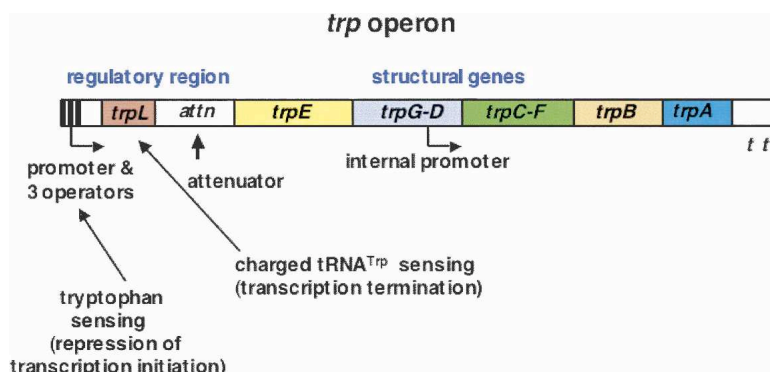 trp operon
regulatory region
structural genes
trpL
attn
trpE
trpG-D
trpC-F
trpB
trpA
t t
promoter &
3 operators
attenuator
internal promoter
charged tRNATrp sensing
(transcription termination)
tryptophan
sensing
(repression of
transcription initiation)